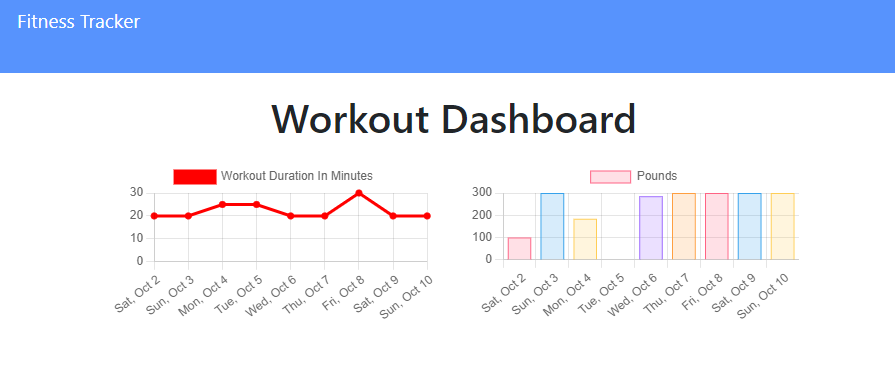 Fitness Tracker
Workout Dashboard
Workout Duration In Minutes
30
20
10
0
Sat, Oct 2
Sun, Oct 3
Mon, Oct 4
Tue, Oct 5
Wed, Oct 6
Thu, Oct 7
Fri, Oct 8
Sat, Oct 9
Sun, Oct 10
Pounds
300
200
100
0
Sat, Oct 2
Sun, Oct 3
Mon, Oct 4
Tue, Oct 5
Wed, Oct 6
Thu, Oct 7
Fri, Oct 8
Sat, Oct 9
Sun, Oct 10